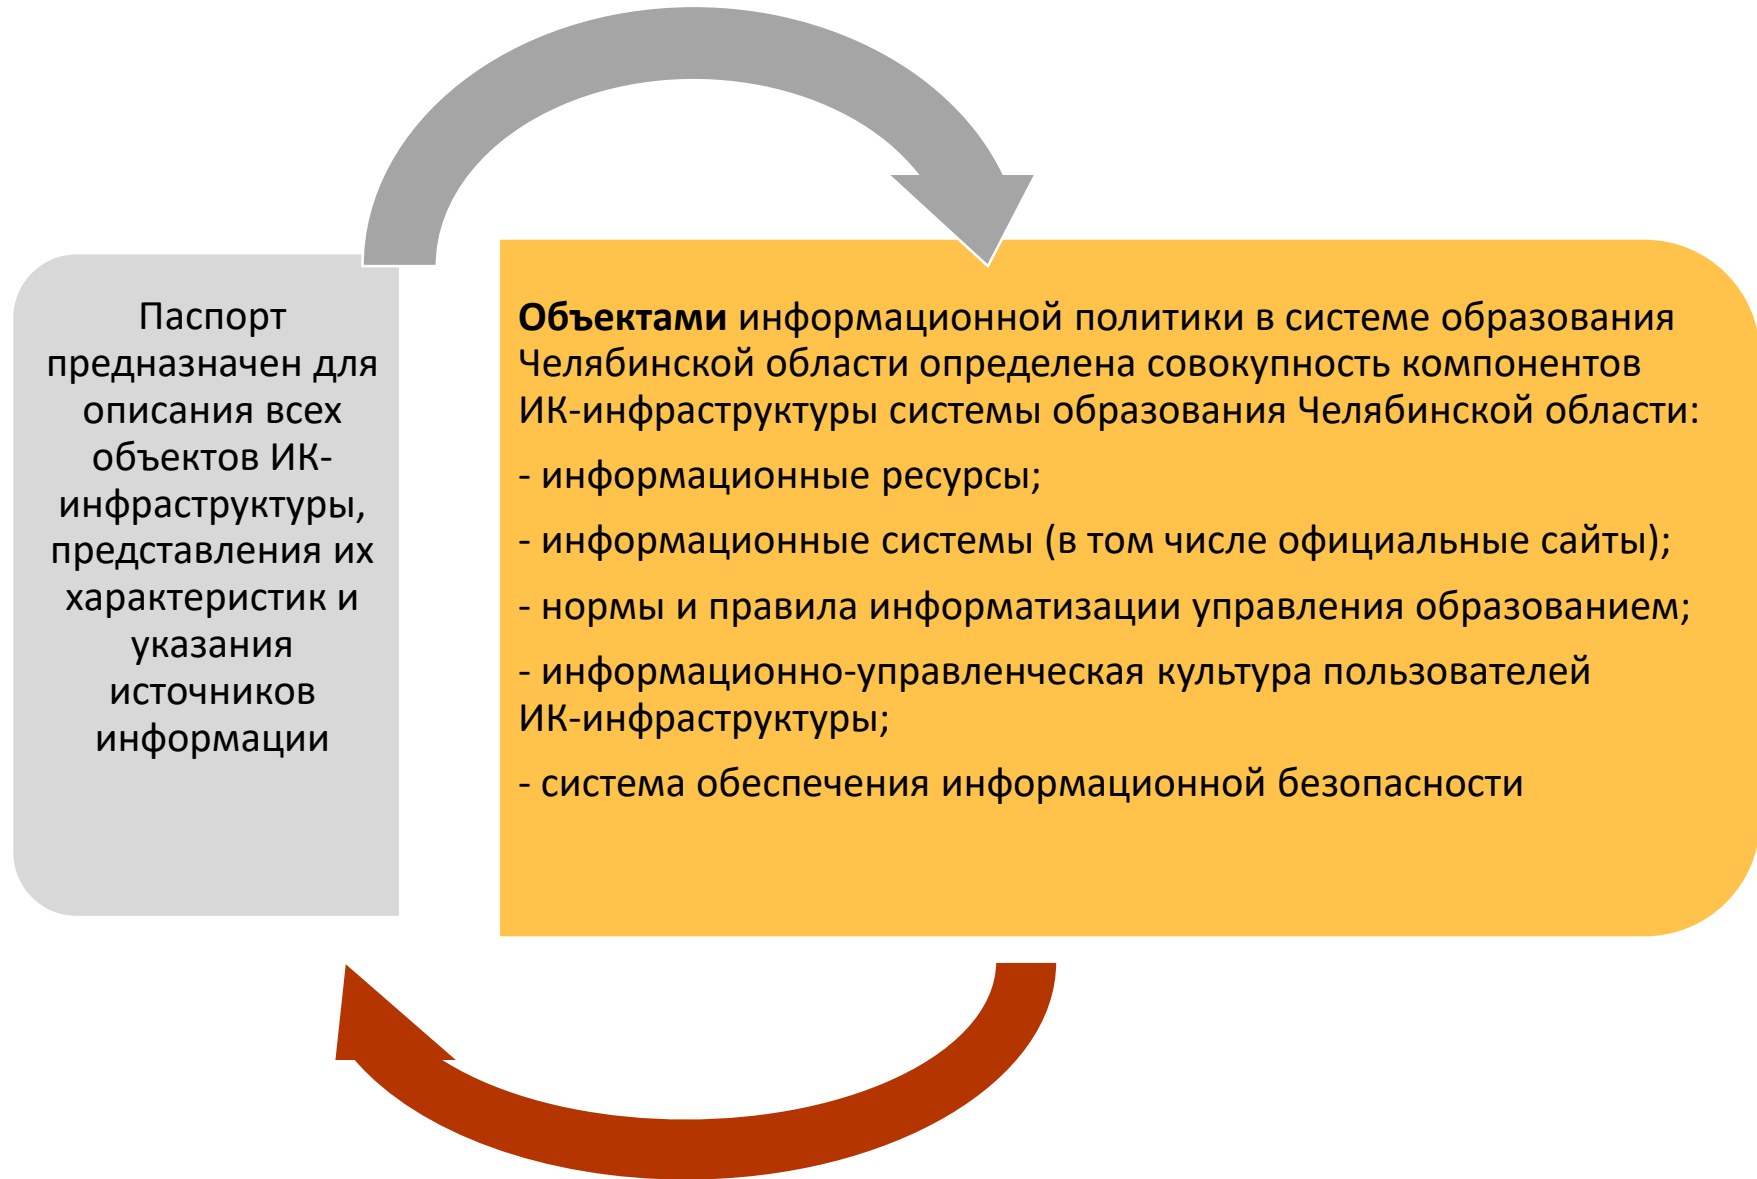 Паспорт
предназначен для
описания всех
объектов ИК-
инфраструктуры,
представления их
характеристик и
указания
источников
информации
Объектами информационной политики в системе образования
Челябинской области определена совокупность компонентов
ИК-инфраструктуры системы образования Челябинской области:
- информационные ресурсы;
- информационные системы (в том числе официальные сайты);
- нормы и правила информатизации управления образованием;
- информационно-управленческая культура пользователей
ИК-инфраструктуры;
- система обеспечения информационной безопасности